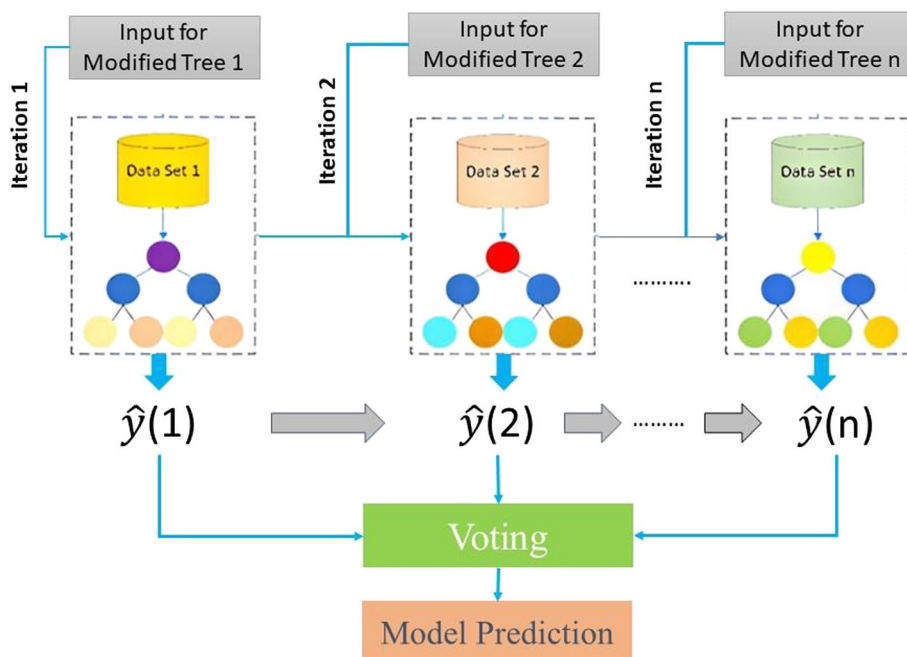 Input for
Modified Tree 1
Input for
Modified Tree 2
Input for
Modified Tree n
Iteration 1
Iteration 2
Iteration n
Data Set 1
Data Set 2
Data Set n
..........
ŷ(1)
ŷ(2)
.........
ŷ(n)
Voting
Model Prediction